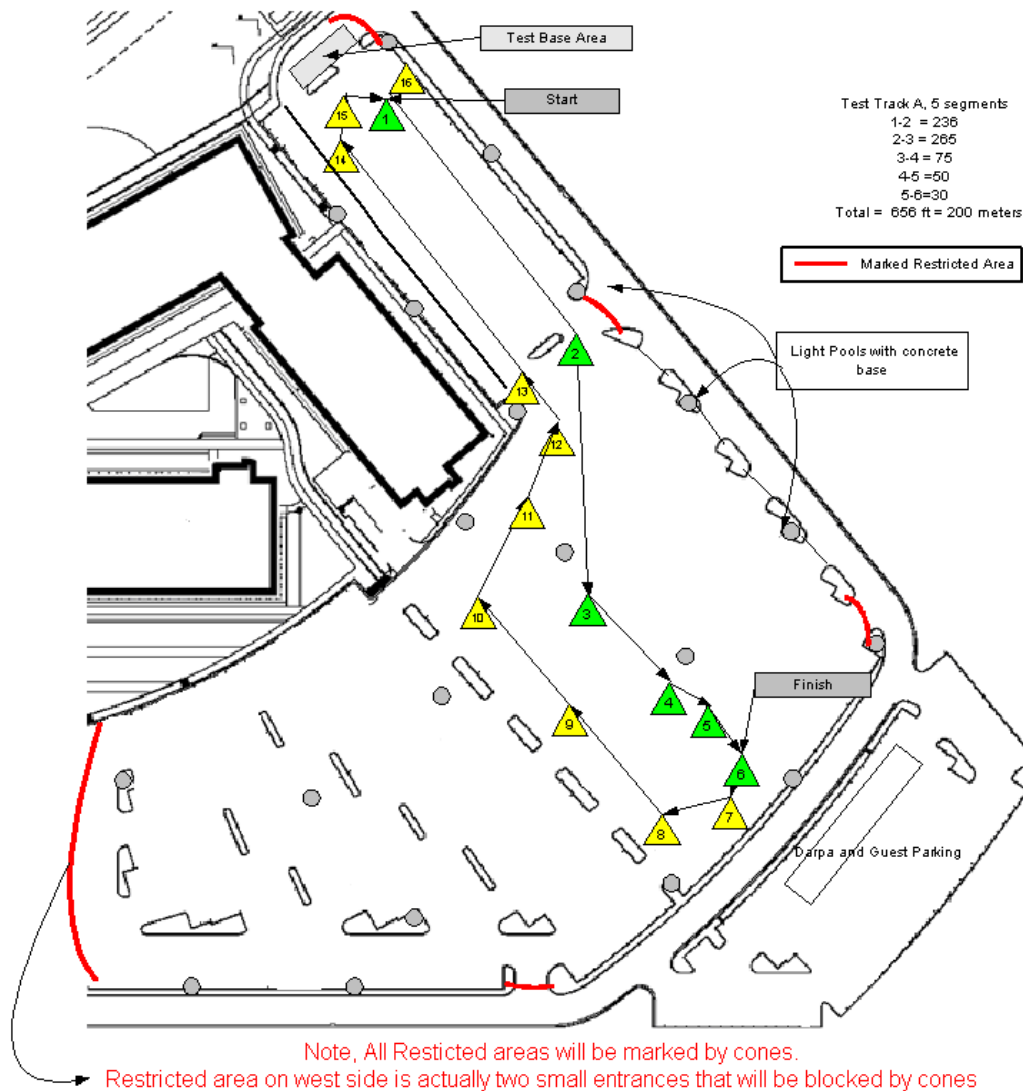 Test Base Area
Start
Test Track A, 5 segments
1-2 = 236
2-3 = 265
3-4 = 75
4-5 =50
5-6=30
Total = 656 ft = 200 meters
Marked Restricted Area
Light Pools with concrete
base
16
15
1
14
2
13
12
11
3
10
4
5
9
Finish
6
7
8
Darpa and Guest Parking
Note, All Resticted areas will be marked by cones.
Restricted area on west side is actually two small entrances that will be blocked by cones